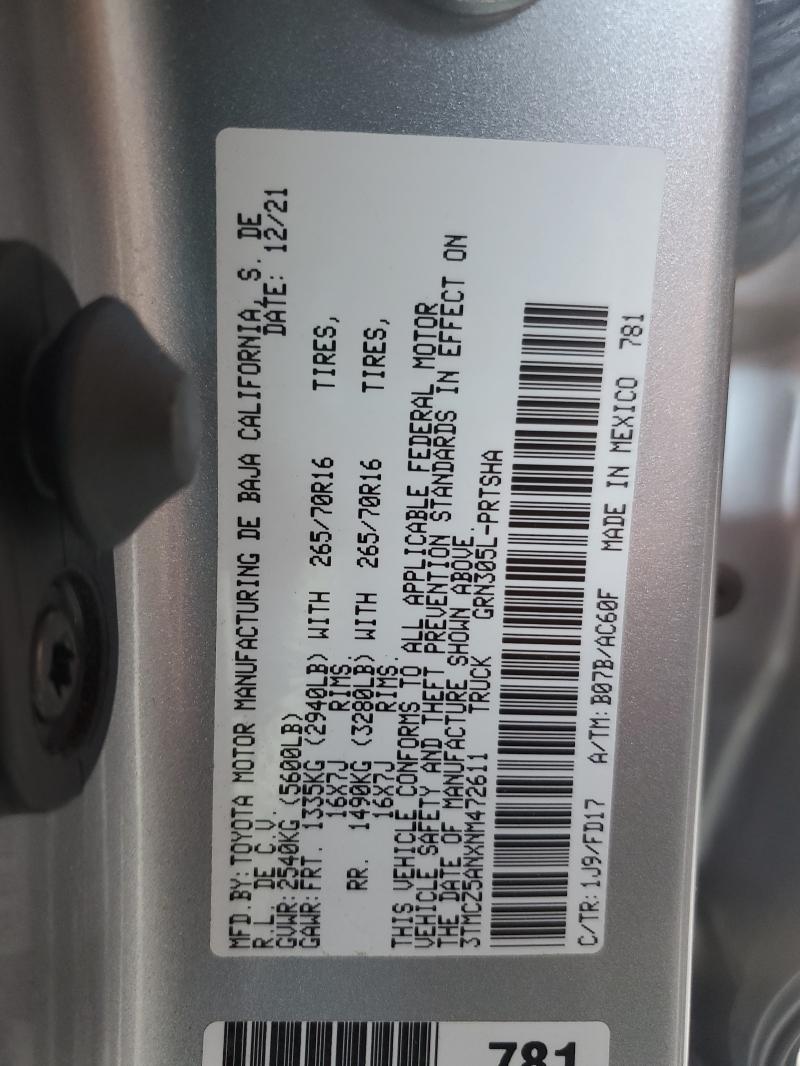 MFD.BY:TOYOTA MOTOR MANUFACTURING DE BAJA CALIFORNIA, S. DE
R.L. DE C.V. DATE: 12/21
GVWR:2540KG (5600LB)
GAWR:FRT. 1335KG (2940LB) WITH 265/70R16 TIRES,
16X7J RIMS.
RR. 1490KG (3280LB) WITH 265/70R16 TIRES,
16X7J RIMS.
THIS VEHICLE CONFORMS TO ALL APPLICABLE FEDERAL MOTOR
VEHICLE SAFETY AND THEFT PREVENTION STANDARDS IN EFFECT ON
THE DATE OF MANUFACTURE SHOWN ABOVE.
3TMCZ5ANXNM472611 TRUCK GRN305L-PRTSHA
C/TR:1J9/FD17 A/TM:B07B/AC60F MADE IN MEXICO 781
781